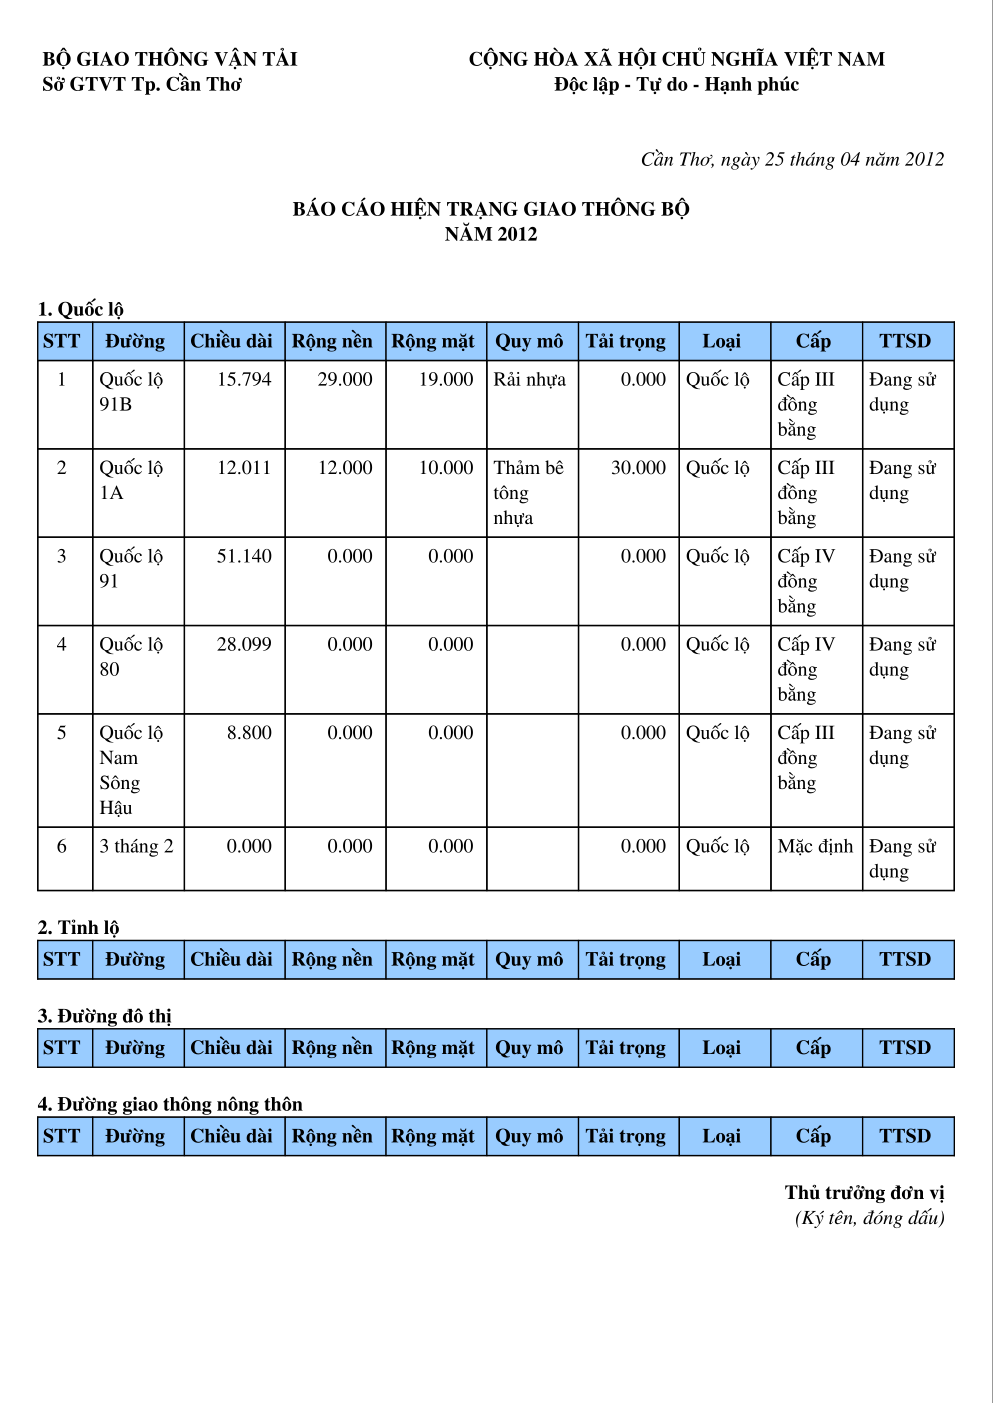 BỘ GIAO THÔNG VẬN TẢI
Sở GTVT Tp. Cần Thơ
CỘNG HÒA XÃ HỘI CHỦ NGHĨA VIỆT NAM
Độc lập - Tự do - Hạnh phúc
Cần Thơ, ngày 25 tháng 04 năm 2012
BÁO CÁO HIỆN TRẠNG GIAO THÔNG BỘ
NĂM 2012
1. Quốc lộ
STT Đường Chiều dài Rộng nền Rộng mặt Quy mô Tải trọng Loại Cấp TTSD
1 Quốc lộ 15.794 29.000 19.000 Rải nhựa 0.000 Quốc lộ Cấp III Đang sử
91B đồng dụng
bằng
2 Quốc lộ 12.011 12.000 10.000 Thảm bê 30.000 Quốc lộ Cấp III Đang sử
1A tông đồng dụng
nhựa bằng
3 Quốc lộ 51.140 0.000 0.000 0.000 Quốc lộ Cấp IV Đang sử
91 đồng dụng
bằng
4 Quốc lộ 28.099 0.000 0.000 0.000 Quốc lộ Cấp IV Đang sử
80 đồng dụng
bằng
5 Quốc lộ 8.800 0.000 0.000 0.000 Quốc lộ Cấp III Đang sử
Nam đồng dụng
Sông bằng
Hậu
6 3 tháng 2 0.000 0.000 0.000 0.000 Quốc lộ Mặc định Đang sử
dụng
2. Tỉnh lộ
STT Đường Chiều dài Rộng nền Rộng mặt Quy mô Tải trọng Loại Cấp TTSD
3. Đường đô thị
STT Đường Chiều dài Rộng nền Rộng mặt Quy mô Tải trọng Loại Cấp TTSD
4. Đường giao thông nông thôn
STT Đường Chiều dài Rộng nền Rộng mặt Quy mô Tải trọng Loại Cấp TTSD
Thủ trưởng đơn vị
(Ký tên, đóng dấu)